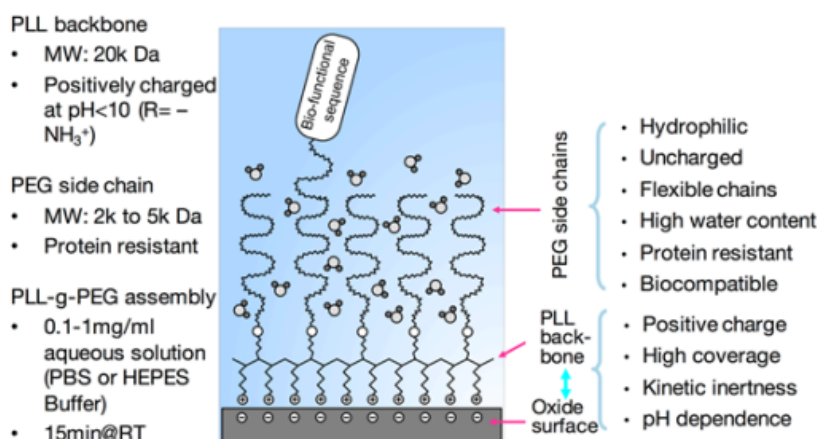 PLL backbone
• MW: 20k Da
• Positively charged
at pH<10 (R= –
NH₃⁺)
PEG side chain
• MW: 2k to 5k Da
• Protein resistant
PLL-g-PEG assembly
• 0.1-1mg/ml
aqueous solution
(PBS or HEPES
Buffer)
• 15min@RT
Bio-functional
sequence
PEG side chains
• Hydrophilic
• Uncharged
• Flexible chains
• High water content
• Protein resistant
• Biocompatible
PLL
back-
bone
Oxide
surface
• Positive charge
• High coverage
• Kinetic inertness
• pH dependence